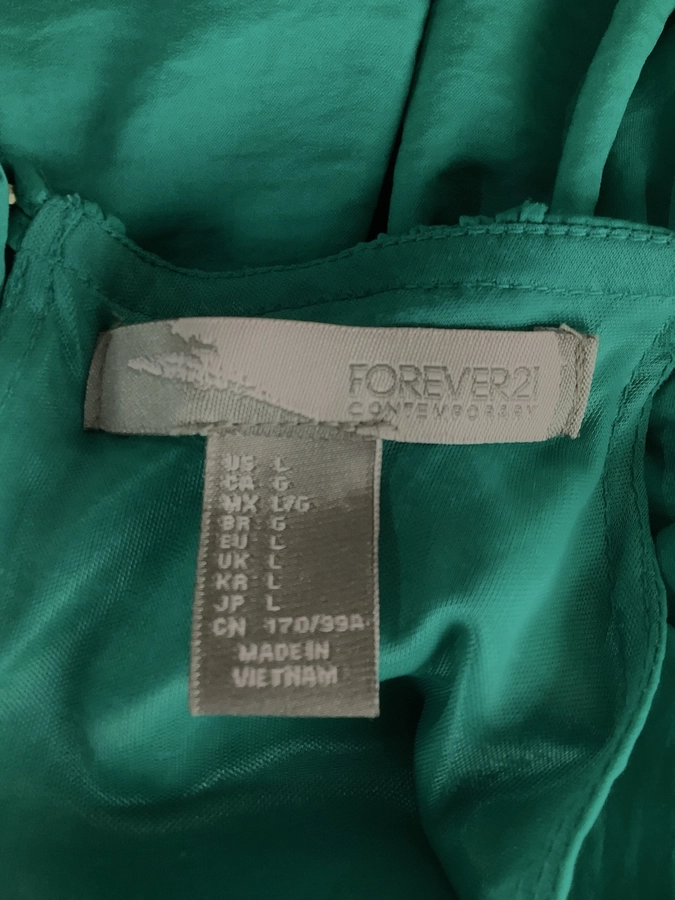 FOREVER21
CONTEMPORARY
US L
CA G
MX L/G
BR G
EU L
UK L
KR L
JP L
CN 170/99A
MADE IN
VIETNAM